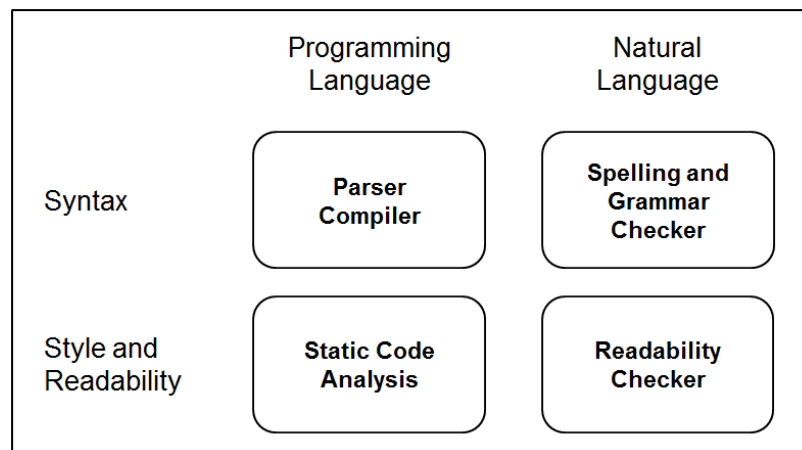 Programming
Language
Natural
Language
Syntax
Parser
Compiler
Spelling and
Grammar
Checker
Style and
Readability
Static Code
Analysis
Readability
Checker